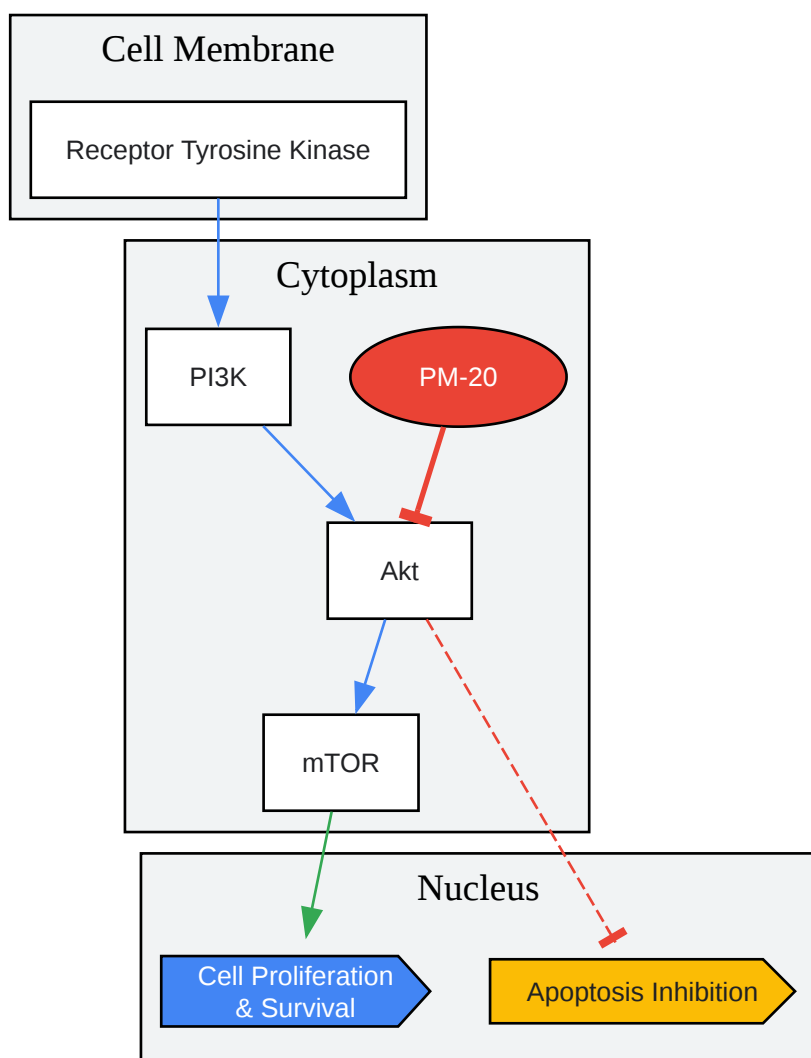 Cell Membrane
Receptor Tyrosine Kinase
Cytoplasm
PI3K
PM-20
Akt
mTOR
Nucleus
Cell Proliferation
& Survival
Apoptosis Inhibition